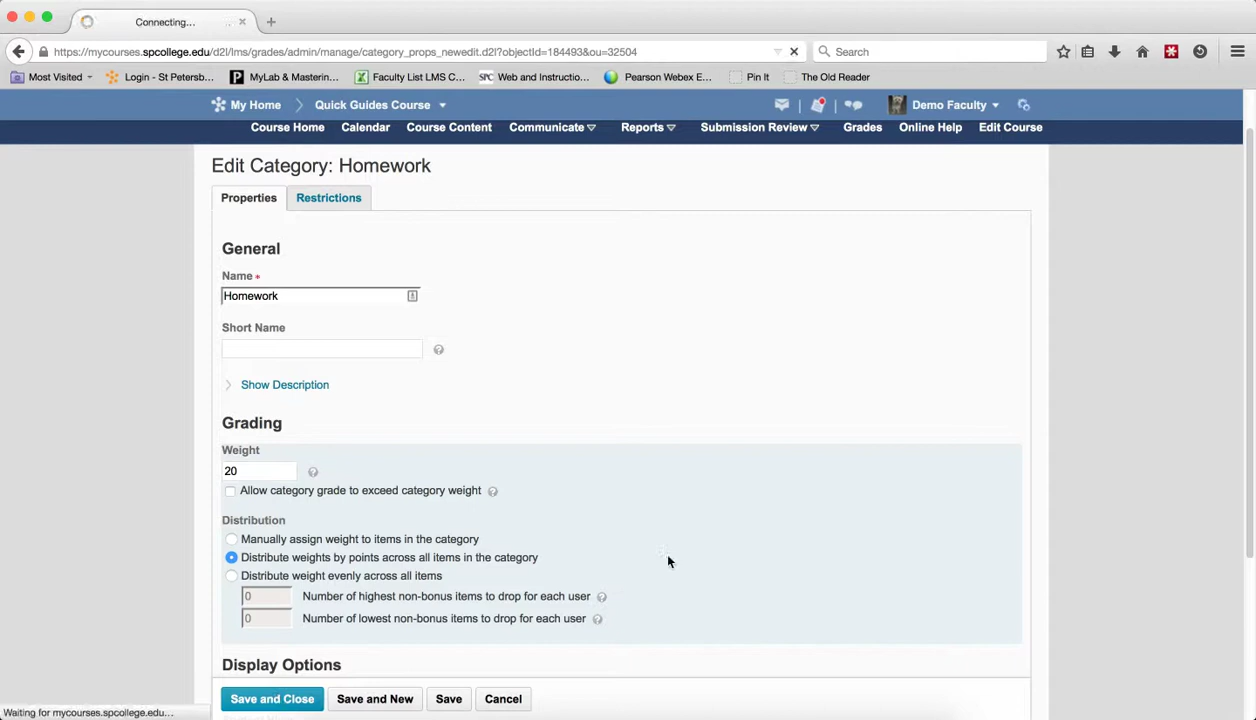 Connecting...
https://mycourses.spcollege.edu/d2l/lms/grades/admin/manage/category_props_newedit.d2l?objectId=184493&ou=32504
Search
Most Visited
Login - St Petersb...
MyLab & Mastering...
Faculty List LMS C...
SPC Web and Instructio...
Pearson Webex E...
Pin It
The Old Reader
My Home
Quick Guides Course
Demo Faculty
Course Home
Calendar
Course Content
Communicate
Reports
Submission Review
Grades
Online Help
Edit Course
Edit Category: Homework
Properties
Restrictions
General
Name *
Homework
Short Name
Show Description
Grading
Weight
20
Allow category grade to exceed category weight
Distribution
Manually assign weight to items in the category
Distribute weights by points across all items in the category
Distribute weight evenly across all items
0 Number of highest non-bonus items to drop for each user
0 Number of lowest non-bonus items to drop for each user
Display Options
Save and Close
Save and New
Save
Cancel
Waiting for mycourses.spcollege.edu...